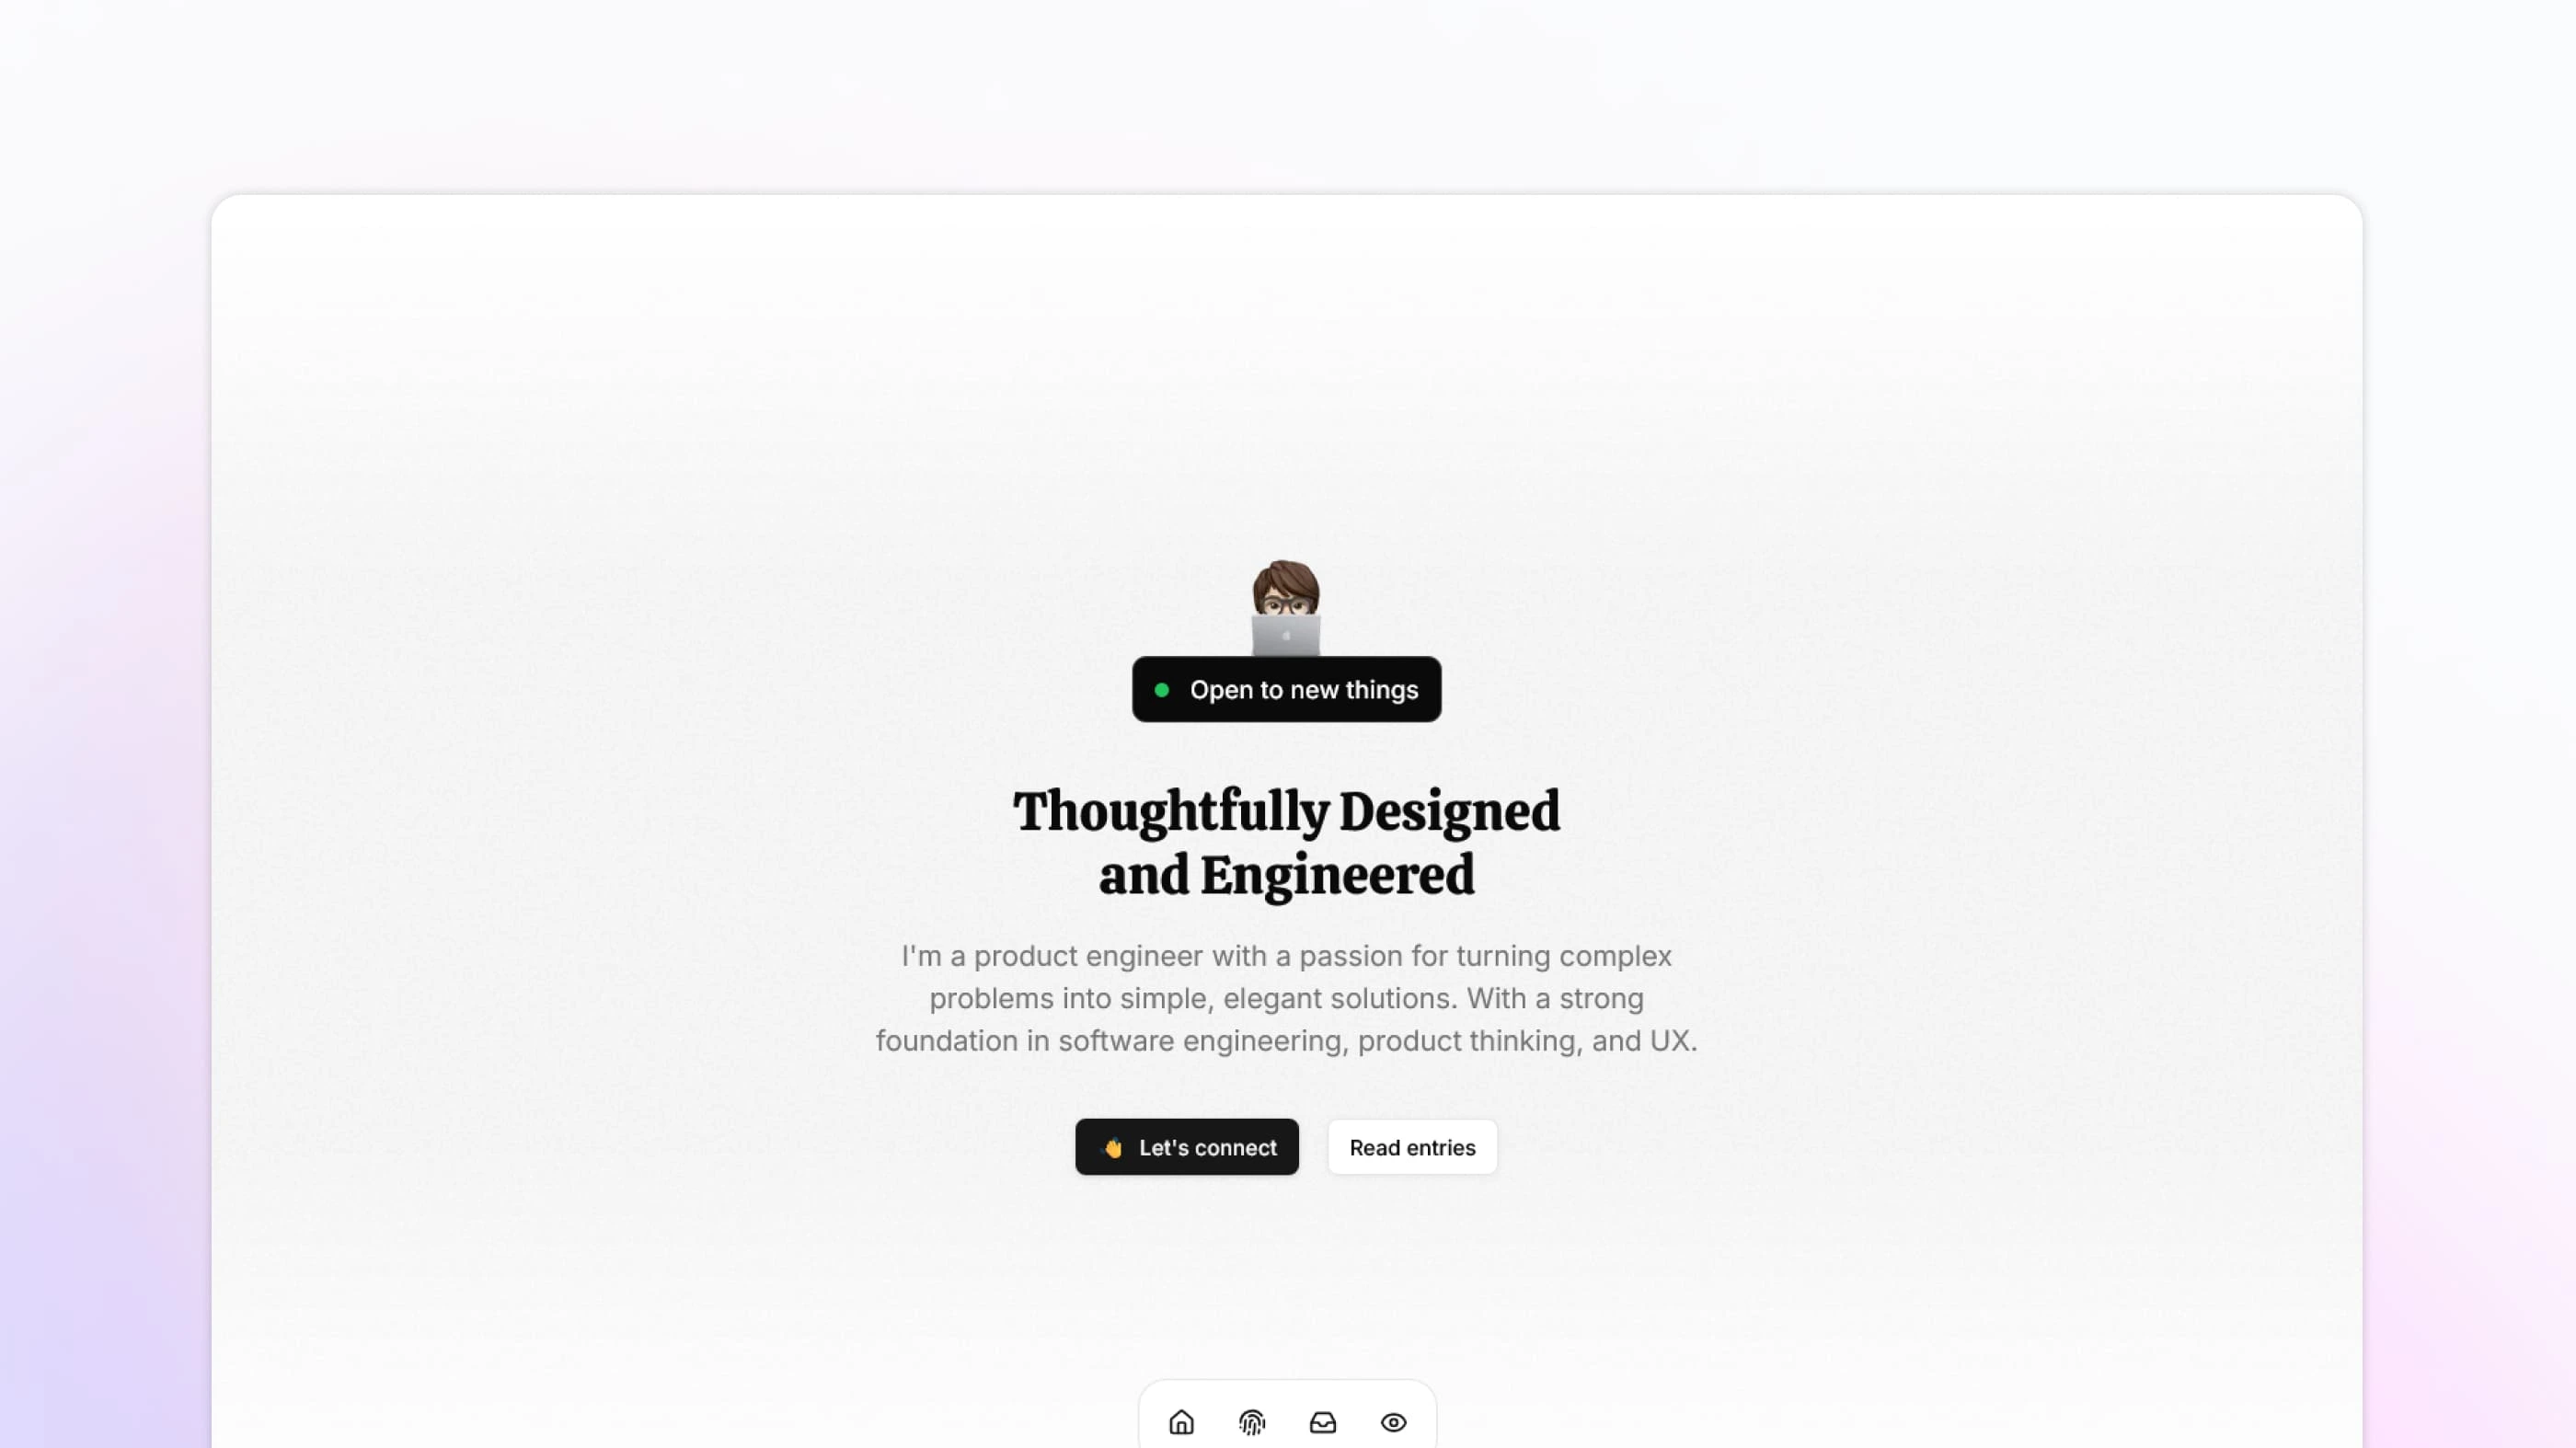 Open to new things
Thoughtfully Designed
and Engineered
I'm a product engineer with a passion for turning complex
problems into simple, elegant solutions. With a strong
foundation in software engineering, product thinking, and UX.
Let's connect
Read entries